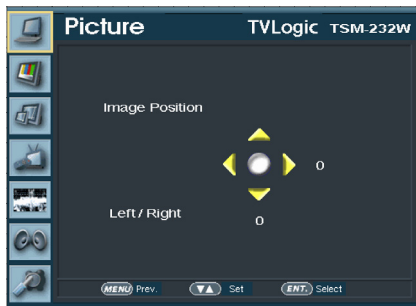 Picture TVLogic TSM-232W
Image Position
0
Left / Right
0
MENU Prev. ▼▲ Set ENT. Select